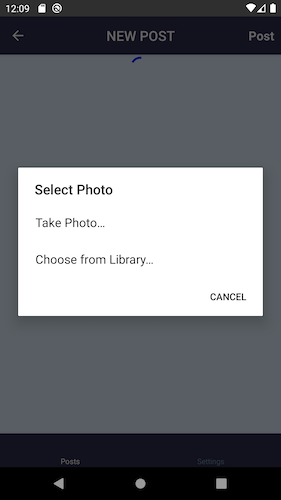 12:09
NEW POST
Post
Select Photo
Take Photo…
Choose from Library…
CANCEL
Posts
Settings